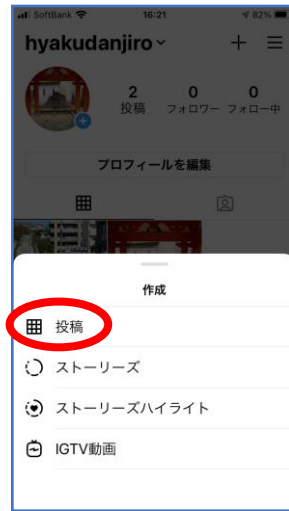 SoftBank 16:21 82%
hyakudanjiro
2 0 0
投稿 フォロワー フォロー中
プロフィールを編集
作成
投稿
ストーリーズ
ストーリーズハイライト
IGTV動画